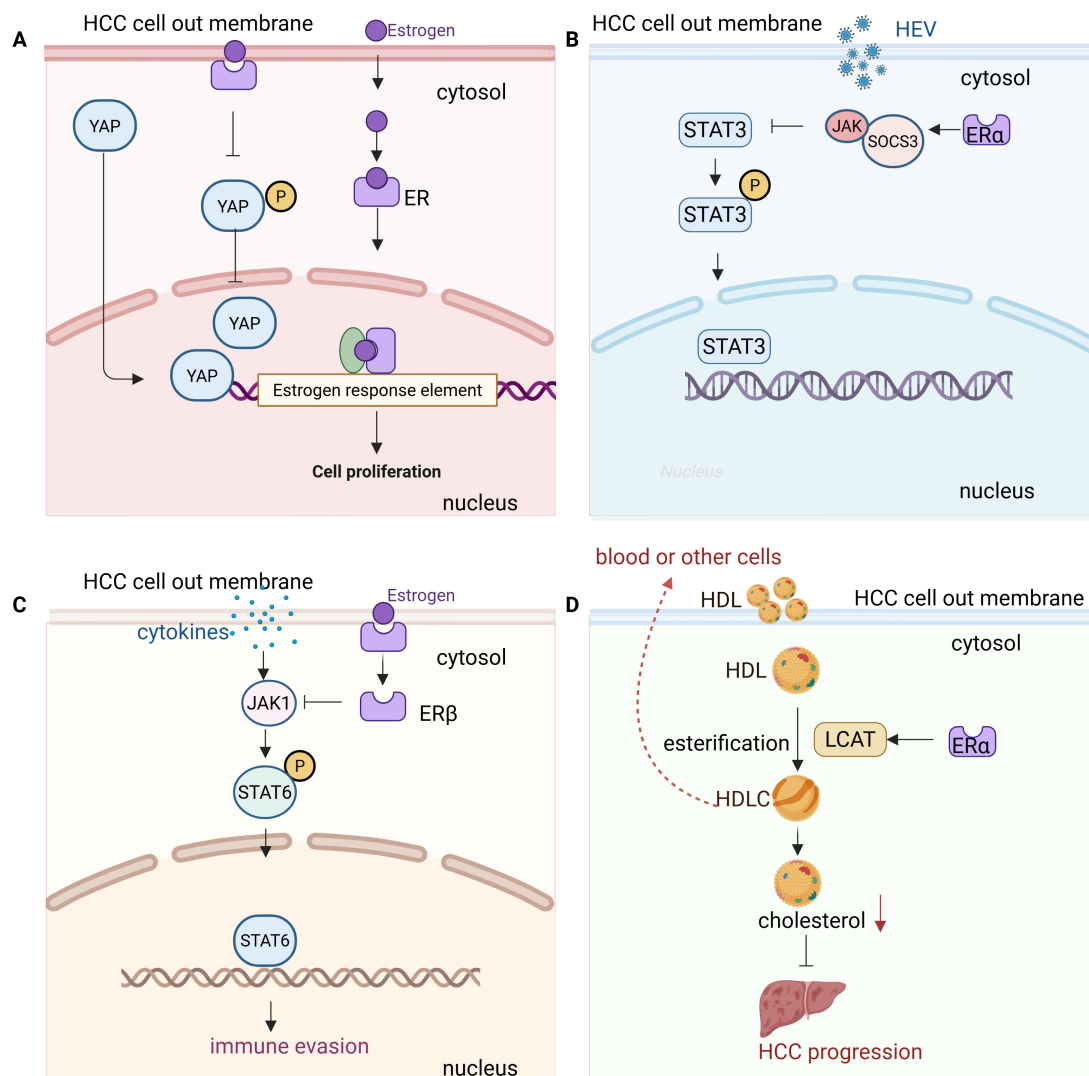 A
HCC cell out membrane
Estrogen
cytosol
YAP
YAP
P
ER
YAP
YAP
Estrogen response element
Cell proliferation
nucleus
B
HCC cell out membrane
HEV
cytosol
STAT3
JAK
SOCS3
ERα
P
STAT3
STAT3
Nucleus
nucleus
C
HCC cell out membrane
Estrogen
cytokines
cytosol
JAK1
ERβ
P
STAT6
STAT6
immune evasion
nucleus
blood or other cells
D
HDL
HCC cell out membrane
cytosol
HDL
esterification
LCAT
ERα
HDLC
cholesterol
HCC progression